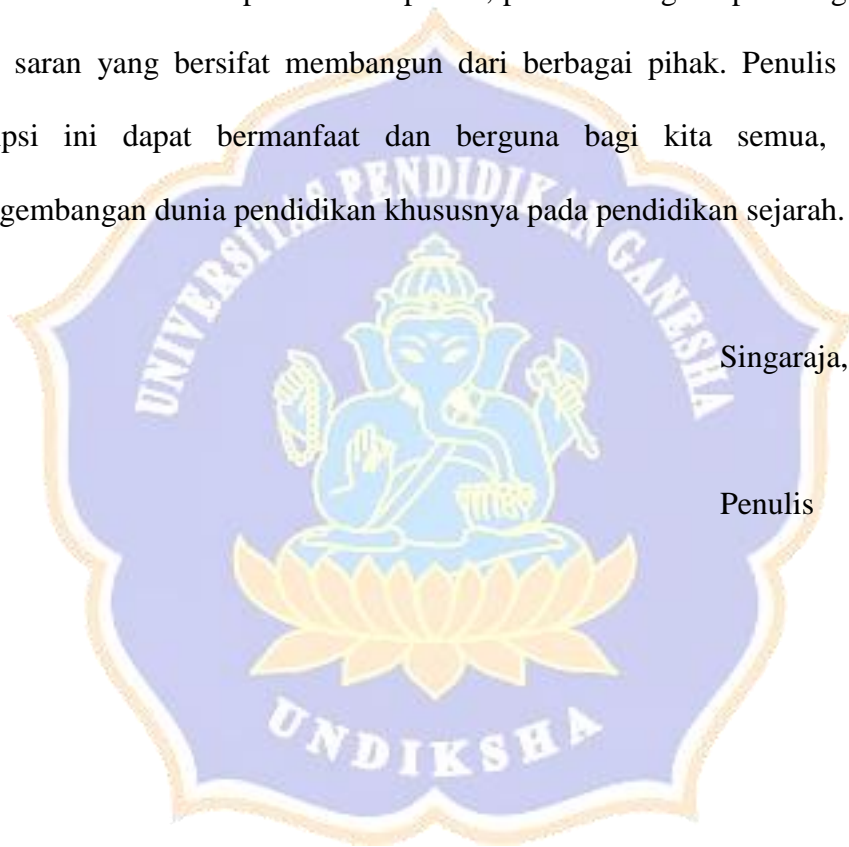 saran yang bersifat membangun dari berbagai pihak. Penulis
psi ini dapat bermanfaat dan berguna bagi kita semua,
gembangan dunia pendidikan khususnya pada pendidikan sejarah.
UNIVERSITAS PENDIDIKAN GANESHA
Singaraja,
Penulis
UNDIKSHA